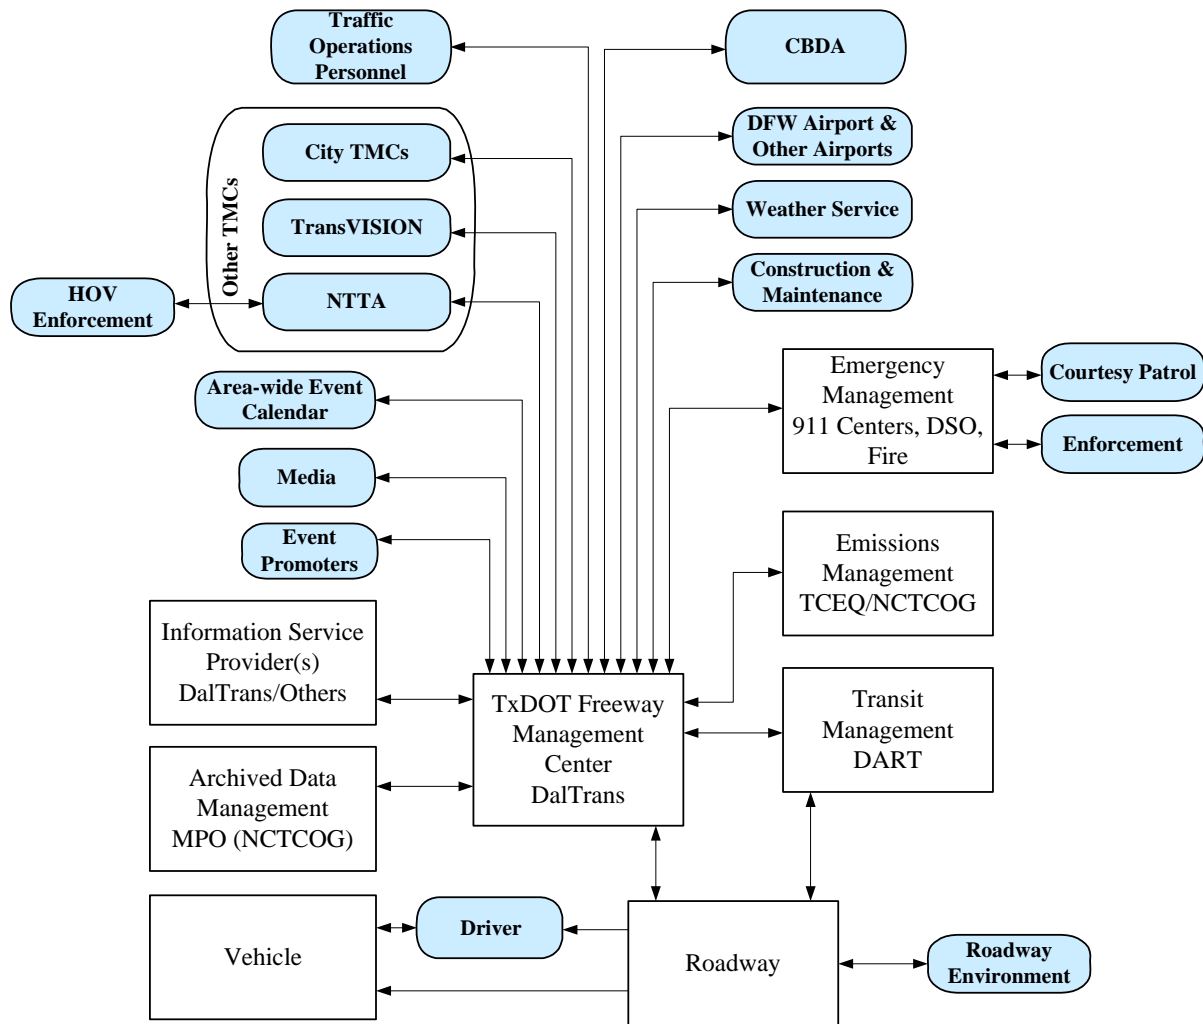 Traffic
Operations
Personnel
CBDA
Other TMCs
City TMCs
TransVISION
NTTA
HOV
Enforcement
DFW Airport &
Other Airports
Weather Service
Construction &
Maintenance
Area-wide Event
Calendar
Media
Event
Promoters
Emergency
Management
911 Centers, DSO,
Fire
Courtesy Patrol
Enforcement
Emissions
Management
TCEQ/NCTCOG
Information Service
Provider(s)
DalTrans/Others
TxDOT Freeway
Management
Center
DalTrans
Transit
Management
DART
Archived Data
Management
MPO (NCTCOG)
Vehicle
Driver
Roadway
Roadway
Environment